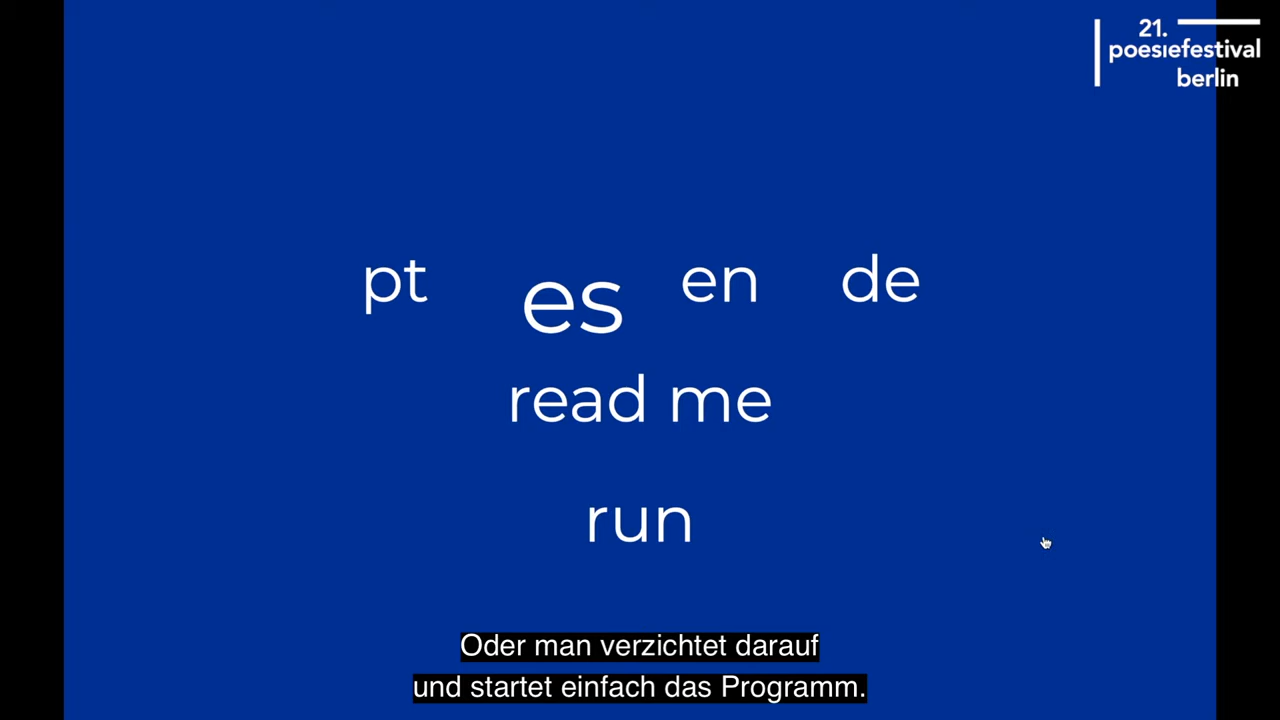 21.
poesiefestival
berlin
pt es en de
read me
run
Oder man verzichtet darauf
und startet einfach das Programm.